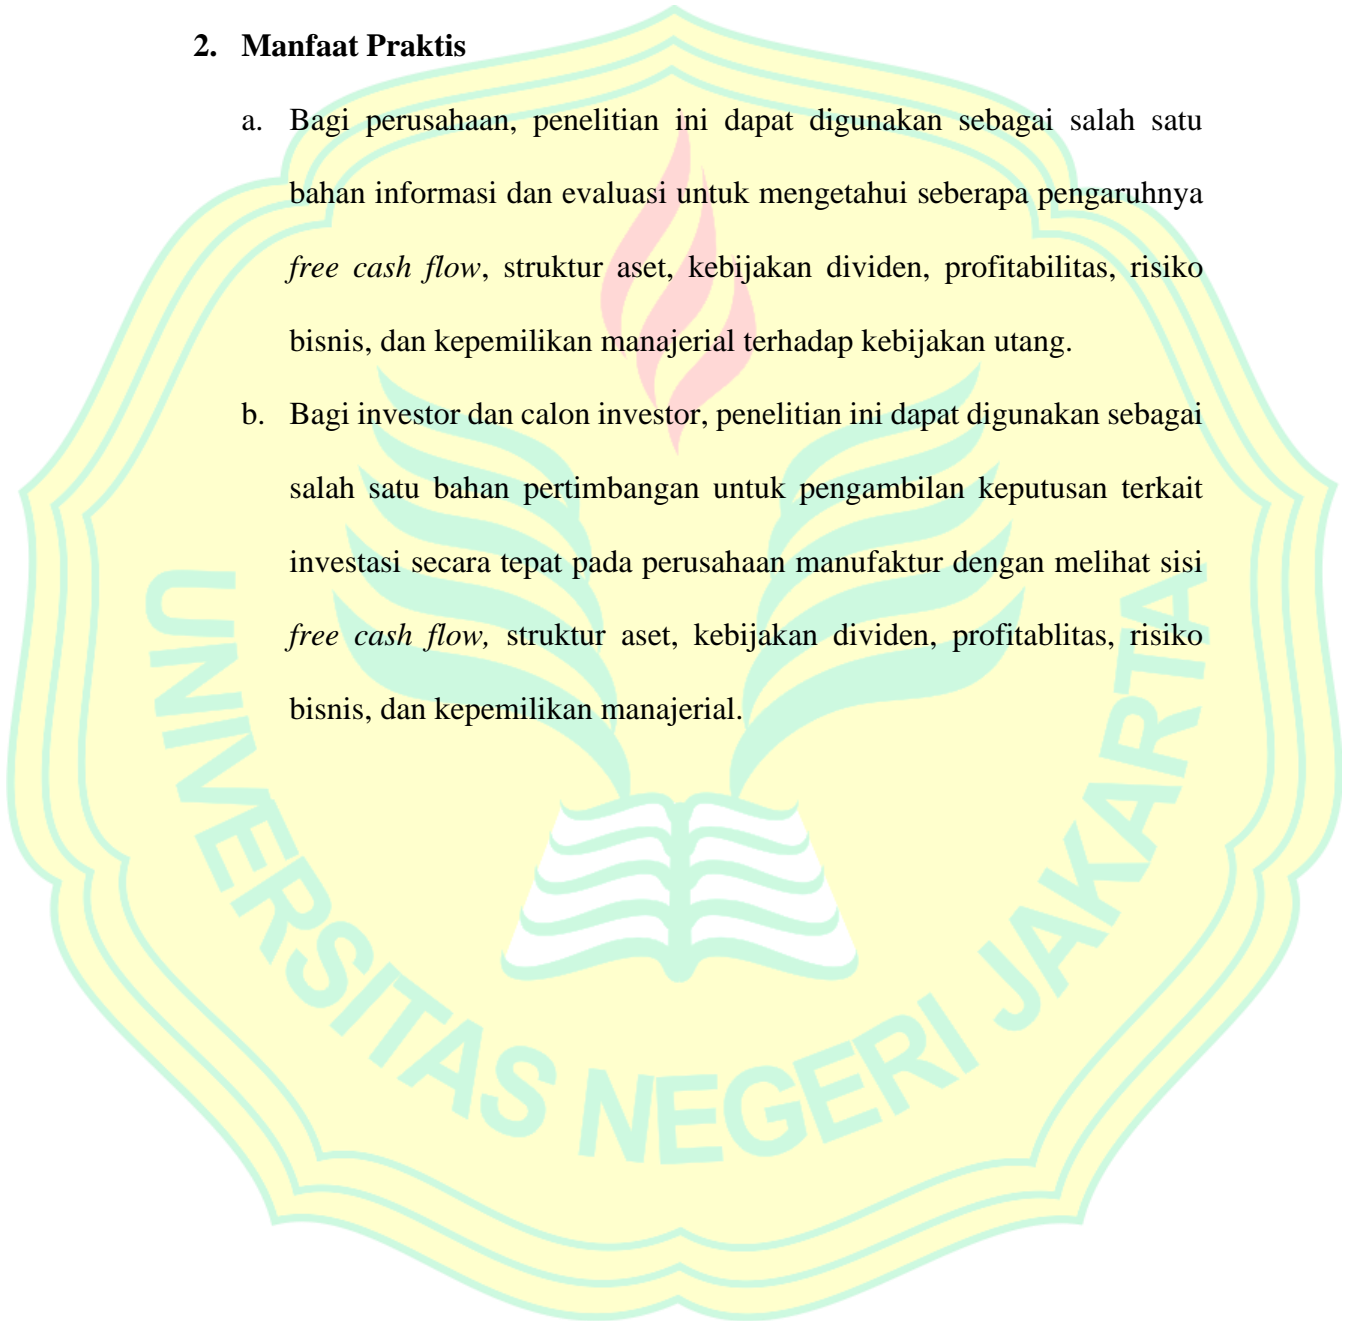 2. Manfaat Praktis
a. Bagi perusahaan, penelitian ini dapat digunakan sebagai salah satu
bahan informasi dan evaluasi untuk mengetahui seberapa pengaruhnya
free cash flow, struktur aset, kebijakan dividen, profitabilitas, risiko
bisnis, dan kepemilikan manajerial terhadap kebijakan utang.
b. Bagi investor dan calon investor, penelitian ini dapat digunakan sebagai
salah satu bahan pertimbangan untuk pengambilan keputusan terkait
investasi secara tepat pada perusahaan manufaktur dengan melihat sisi
free cash flow, struktur aset, kebijakan dividen, profitablitas, risiko
bisnis, dan kepemilikan manajerial.
UNIVERSITAS NEGERI JAKARTA